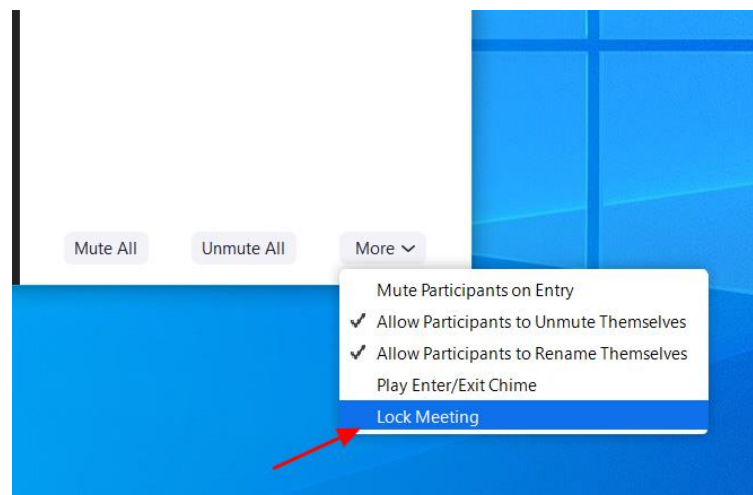 Mute All
Unmute All
More
Mute Participants on Entry
Allow Participants to Unmute Themselves
Allow Participants to Rename Themselves
Play Enter/Exit Chime
Lock Meeting